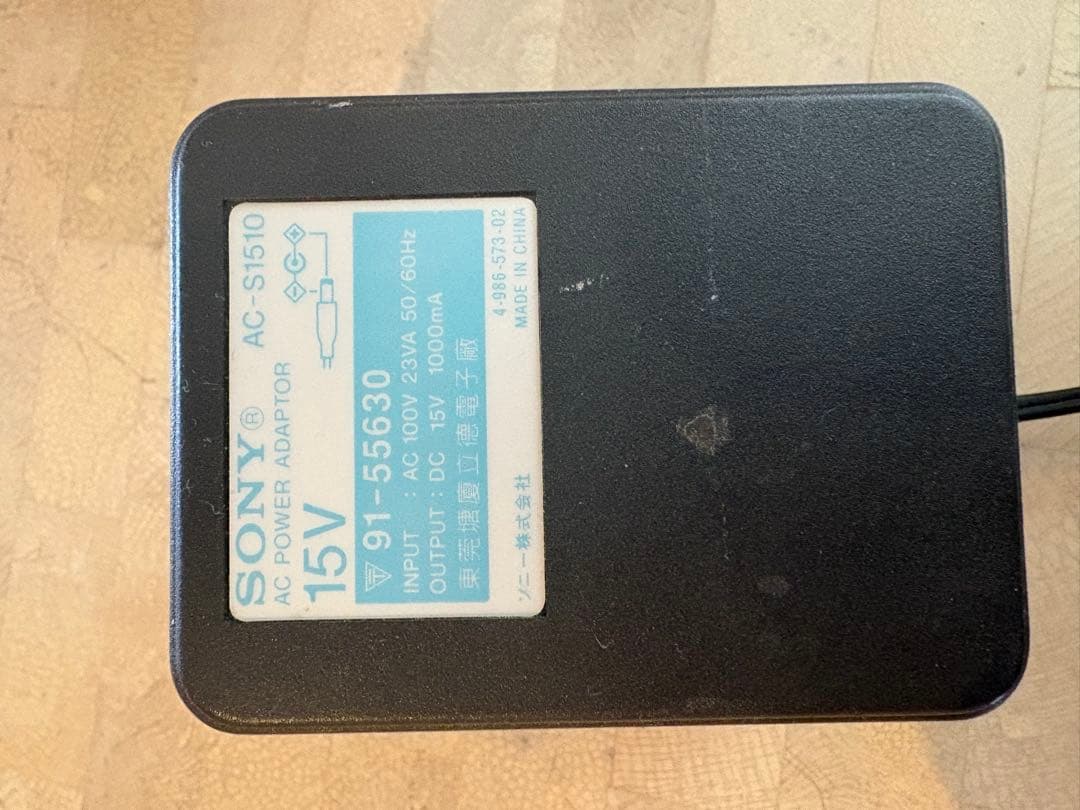 SONY® AC-S1510
AC POWER ADAPTOR
15V
91-55630
INPUT : AC 100V 23VA 50/60Hz
OUTPUT : DC 15V 1000mA
東莞塘廈立德電子廠
4-986-573-02
ソニー株式会社 MADE IN CHINA